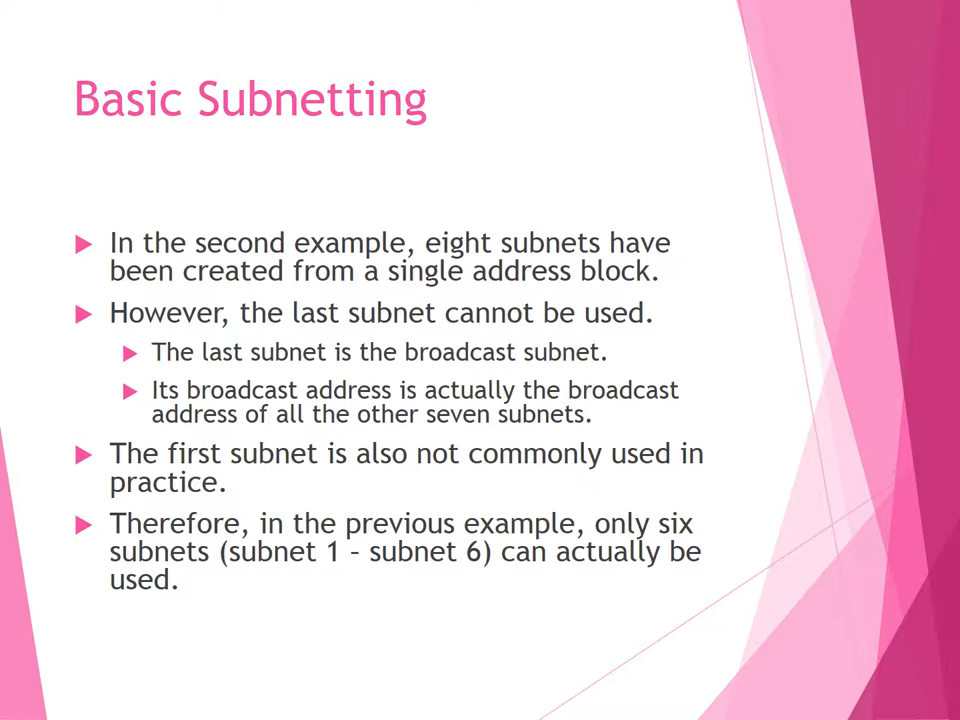 Basic Subnetting
In the second example, eight subnets have
been created from a single address block.
However, the last subnet cannot be used.
The last subnet is the broadcast subnet.
Its broadcast address is actually the broadcast
address of all the other seven subnets.
The first subnet is also not commonly used in
practice.
Therefore, in the previous example, only six
subnets (subnet 1 – subnet 6) can actually be
used.